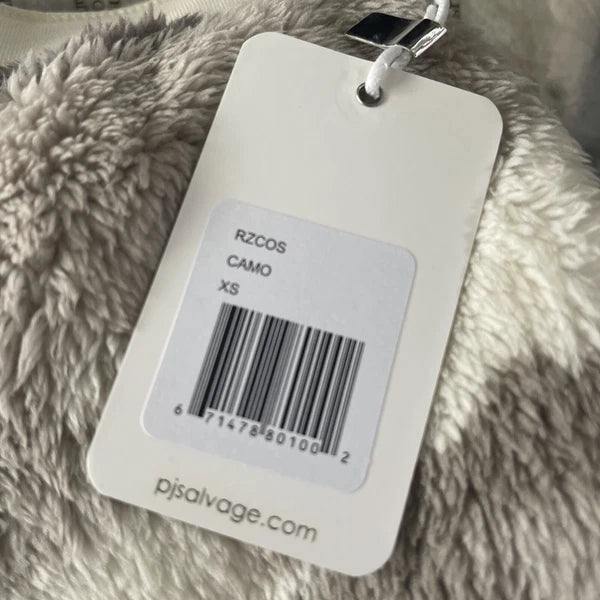 RZCOS
CAMO
XS
6 71478 80100 2
pjsalvage.com